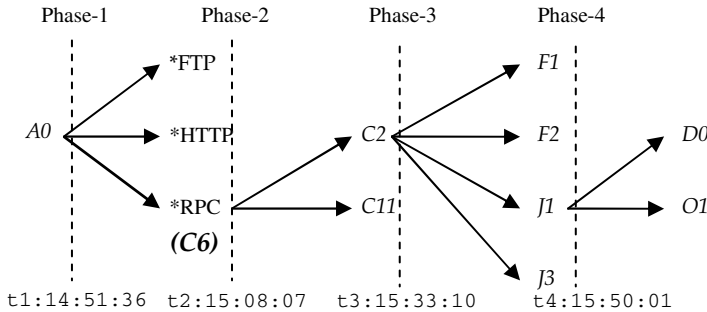 Phase-1 Phase-2 Phase-3 Phase-4
*FTP F1
A0 *HTTP C2 F2 D0
*RPC C11 J1 O1
(C6)
J3
t1:14:51:36 t2:15:08:07 t3:15:33:10 t4:15:50:01